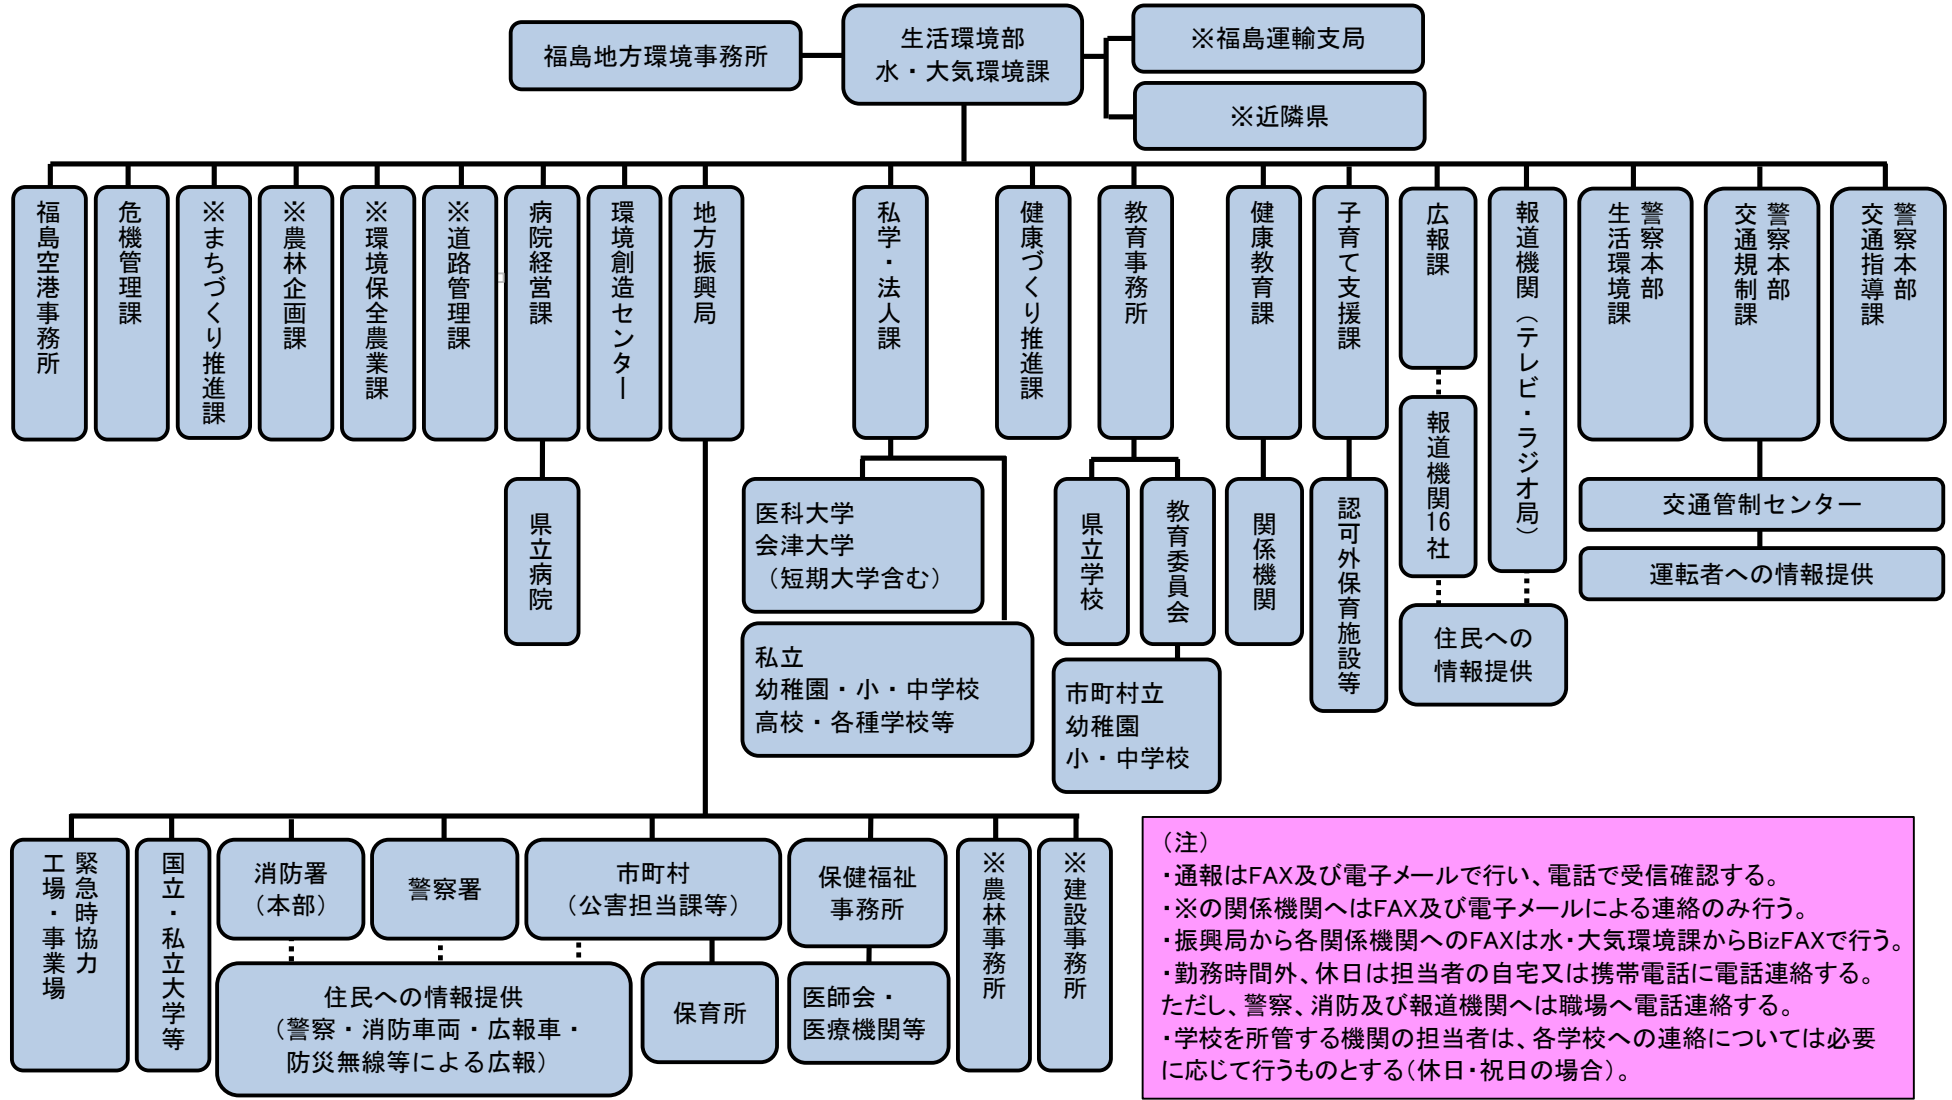 福島地方環境事務所
生活環境部
水・大気環境課
※福島運輸支局
※近隣県
福島空港事務所
危機管理課
※まちづくり推進課
※農林企画課
※環境保全農業課
※道路管理課
病院経営課
環境創造センター
地方振興局
私学・法人課
健康づくり推進課
教育事務所
健康教育課
子育て支援課
広報課
報道機関（テレビ・ラジオ局）
警察本部
生活環境課
警察本部
交通規制課
警察本部
交通指導課
県立病院
医科大学
会津大学
（短期大学含む）
私立
幼稚園・小・中学校
高校・各種学校等
県立学校
教育委員会
市町村立
幼稚園
小・中学校
関係機関
認可外保育施設等
報道機関16社
住民への
情報提供
交通管制センター
運転者への情報提供
緊急時協力
工場・事業場
国立・私立大学等
消防署
（本部）
警察署
市町村
（公害担当課等）
保健福祉
事務所
※農林事務所
※建設事務所
住民への情報提供
（警察・消防車両・広報車・
防災無線等による広報）
保育所
医師会・
医療機関等
（注）
・通報はFAX及び電子メールで行い、電話で受信確認する。
・※の関係機関へはFAX及び電子メールによる連絡のみ行う。
・振興局から各関係機関へのFAXは水・大気環境課からBizFAXで行う。
・勤務時間外、休日は担当者の自宅又は携帯電話に電話連絡する。
ただし、警察、消防及び報道機関へは職場へ電話連絡する。
・学校を所管する機関の担当者は、各学校への連絡については必要
に応じて行うものとする（休日・祝日の場合）。